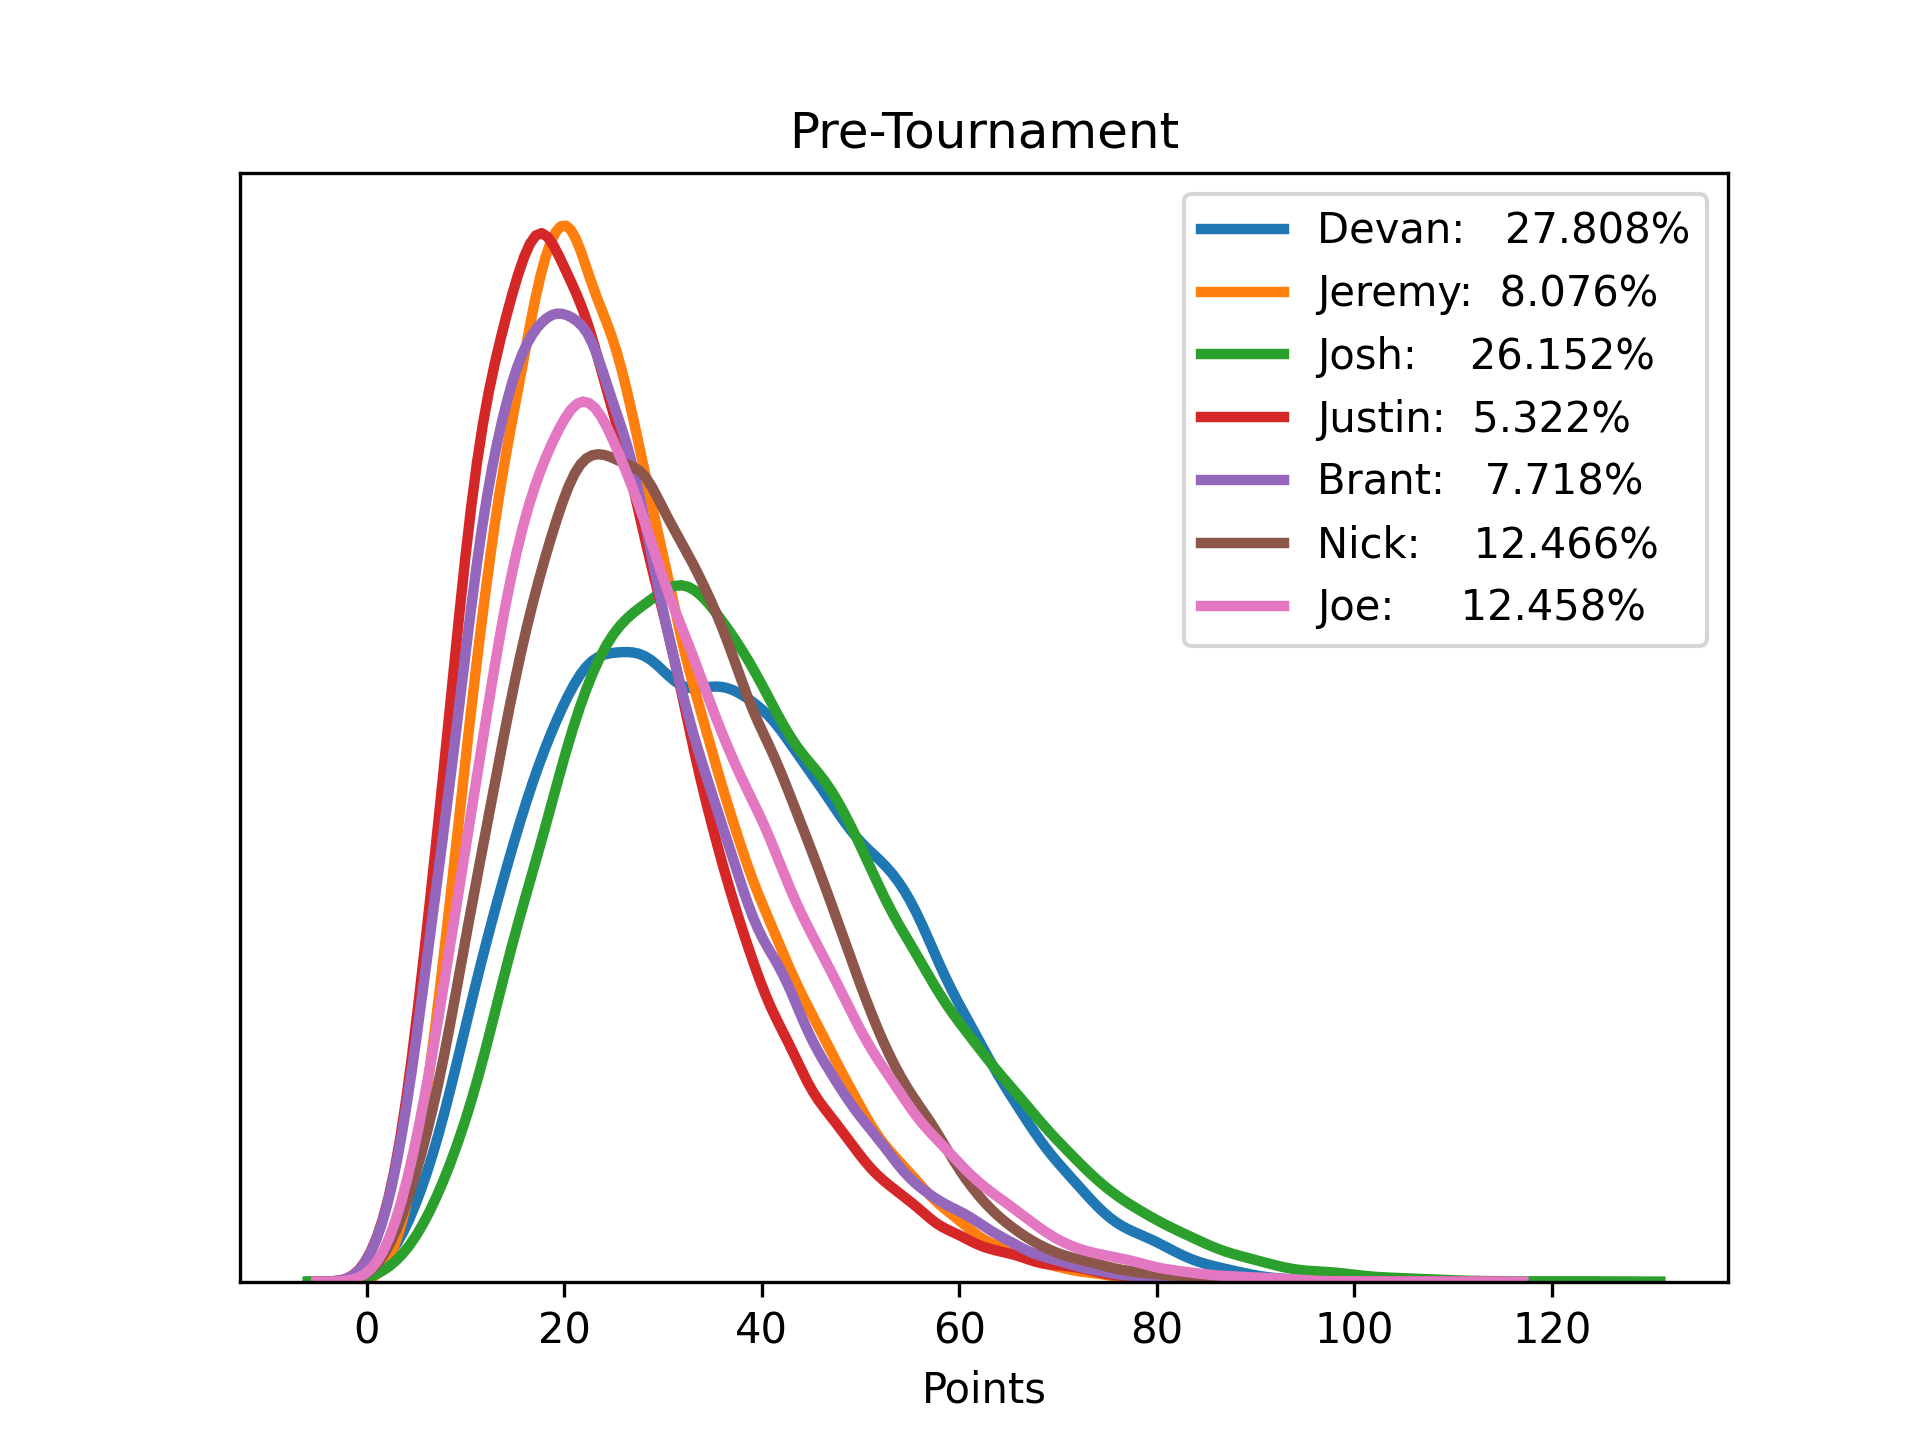 Pre-Tournament
Devan: 27.808%
Jeremy: 8.076%
Josh: 26.152%
Justin: 5.322%
Brant: 7.718%
Nick: 12.466%
Joe: 12.458%
0 20 40 60 80 100 120
Points